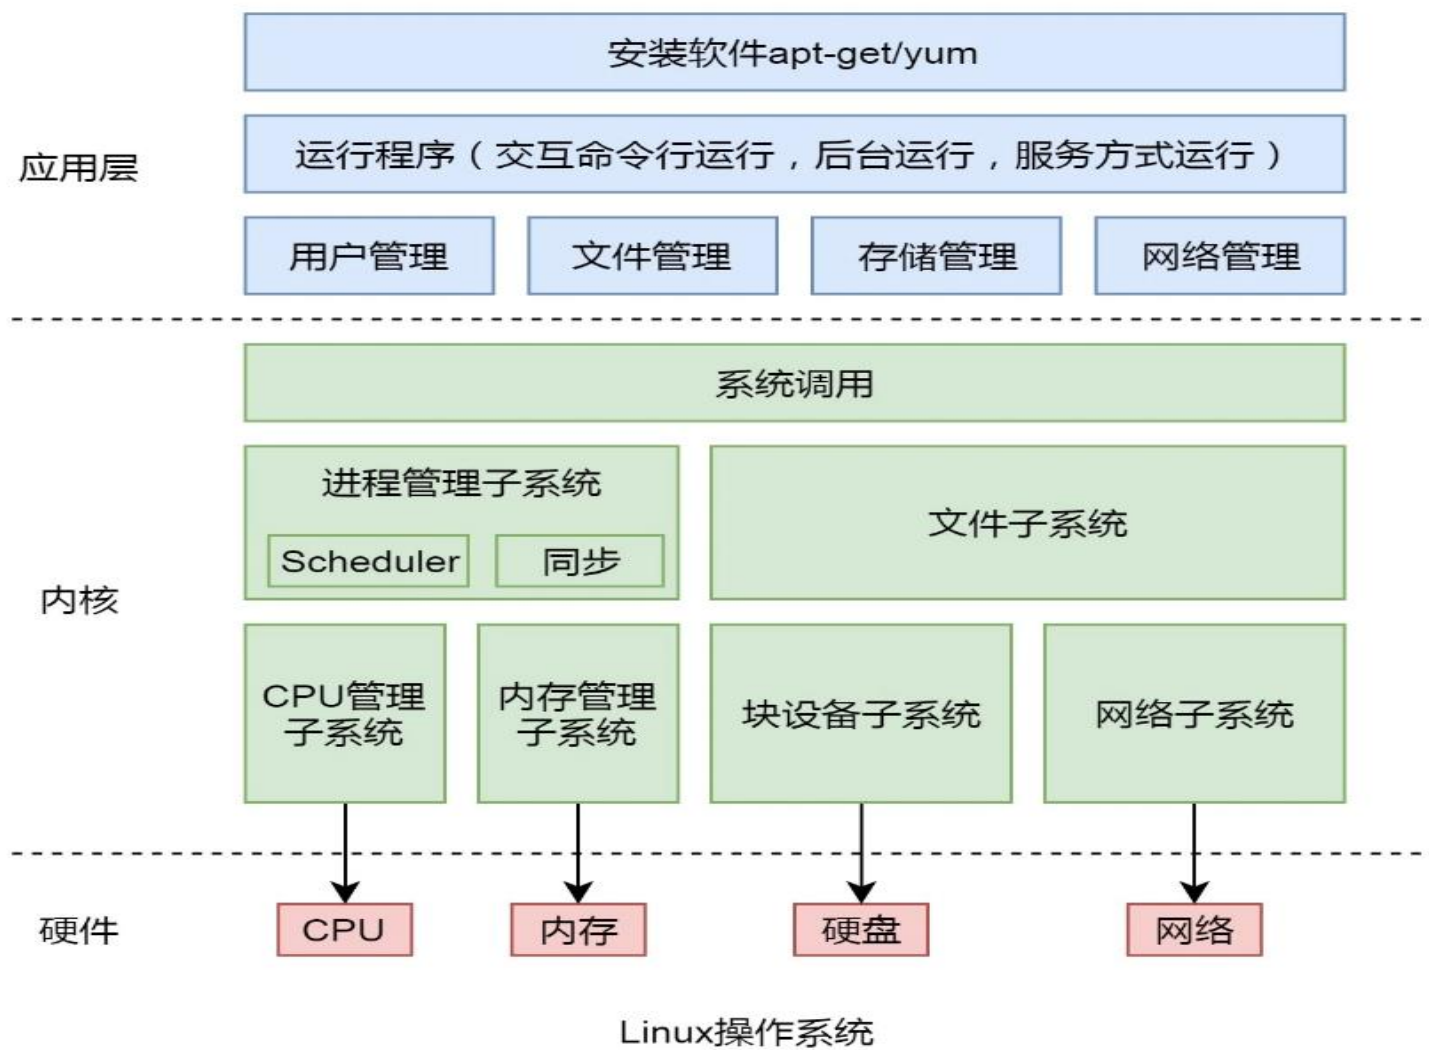 安装软件apt-get/yum
应用层
运行程序（交互命令行运行，后台运行，服务方式运行）
用户管理
文件管理
存储管理
网络管理
系统调用
内核
进程管理子系统
Scheduler
同步
文件子系统
CPU管理
子系统
内存管理
子系统
块设备子系统
网络子系统
硬件
CPU
内存
硬盘
网络
Linux操作系统